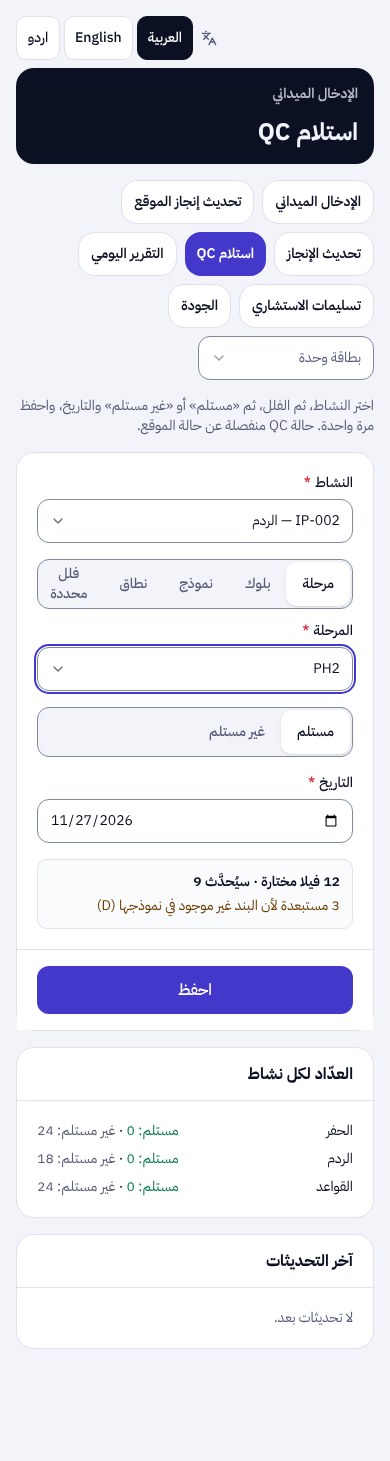 العربية
English
اردو
الإدخال الميداني
استلام QC
الإدخال الميداني
تحديث إنجاز الموقع
تحديث الإنجاز
استلام QC
التقرير اليومي
تسليمات الاستشاري
الجودة
بطاقة وحدة
اختر النشاط، ثم الفلل، ثم «مستلم» أو «غير مستلم» والتاريخ، واحفظ
مرة واحدة. حالة QC منفصلة عن حالة الموقع.
النشاط *
IP-002 — الردم
مرحلة
بلوك
نموذج
نطاق
فلل
محددة
المرحلة *
PH2
مستلم
غير مستلم
التاريخ *
11/27/2026
12 فيلا مختارة · سيُحدَّث 9
3 مستبعدة لأن البند غير موجود في نموذجها (D)
احفظ
العدّاد لكل نشاط
الحفر مستلم: 0 · غير مستلم: 24
الردم مستلم: 0 · غير مستلم: 18
القواعد مستلم: 0 · غير مستلم: 24
آخر التحديثات
لا تحديثات بعد.